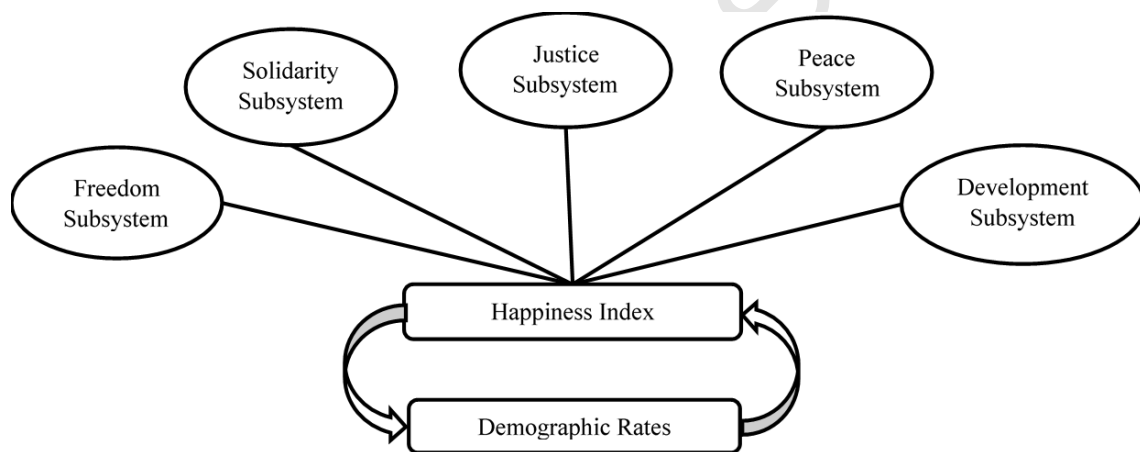 Freedom
Subsystem
Solidarity
Subsystem
Justice
Subsystem
Peace
Subsystem
Development
Subsystem
Happiness Index
Demographic Rates